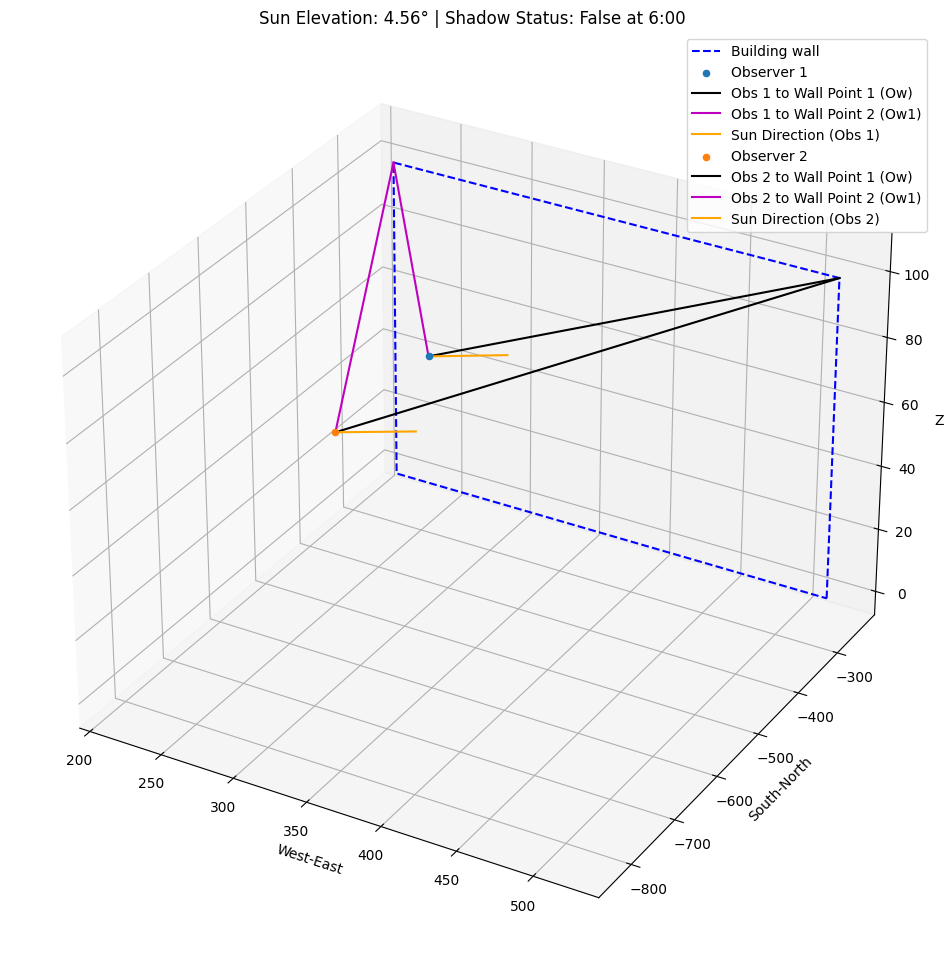 Sun Elevation: 4.56° | Shadow Status: False at 6:00
Building wall
Observer 1
Obs 1 to Wall Point 1 (Ow)
Obs 1 to Wall Point 2 (Ow1)
Sun Direction (Obs 1)
Observer 2
Obs 2 to Wall Point 1 (Ow)
Obs 2 to Wall Point 2 (Ow1)
Sun Direction (Obs 2)
100
80
60
40
20
0
Z
−300
−400
−500
−600
−700
−800
South-North
200
250
300
350
400
450
500
West-East